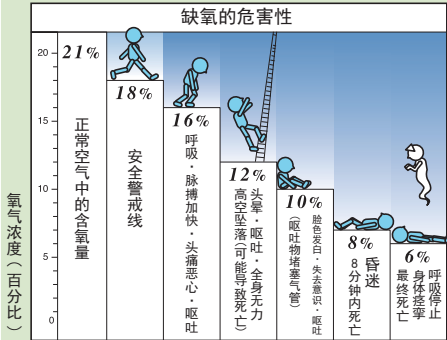 缺氧的危害性
氧气浓度(百分比)
20
15
10
5
0
21%
正常空气中的含氧量
18%
安全警戒线
16%
呼吸·脉搏加快·头痛恶心·呕吐
12%
头晕·呕吐·全身无力
高空坠落(可能导致死亡)
10%
脸色发白·失去意识·呕吐
(呕吐物堵塞气管)
8%
昏迷
8分钟内死亡
6%
呼吸停止
身体痉挛
最终死亡